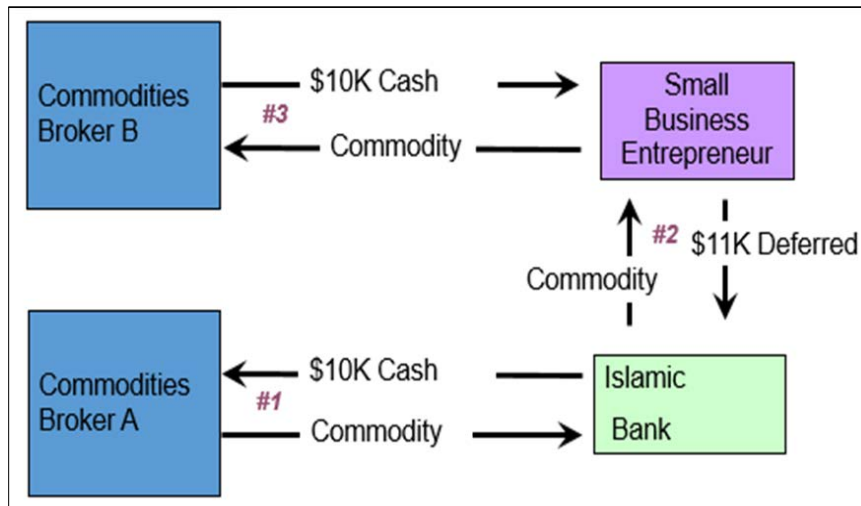 Commodities
Broker B
$10K Cash
#3
Commodity
Small
Business
Entrepreneur
#2
$11K Deferred
Commodity
Commodities
Broker A
$10K Cash
#1
Commodity
Islamic
Bank